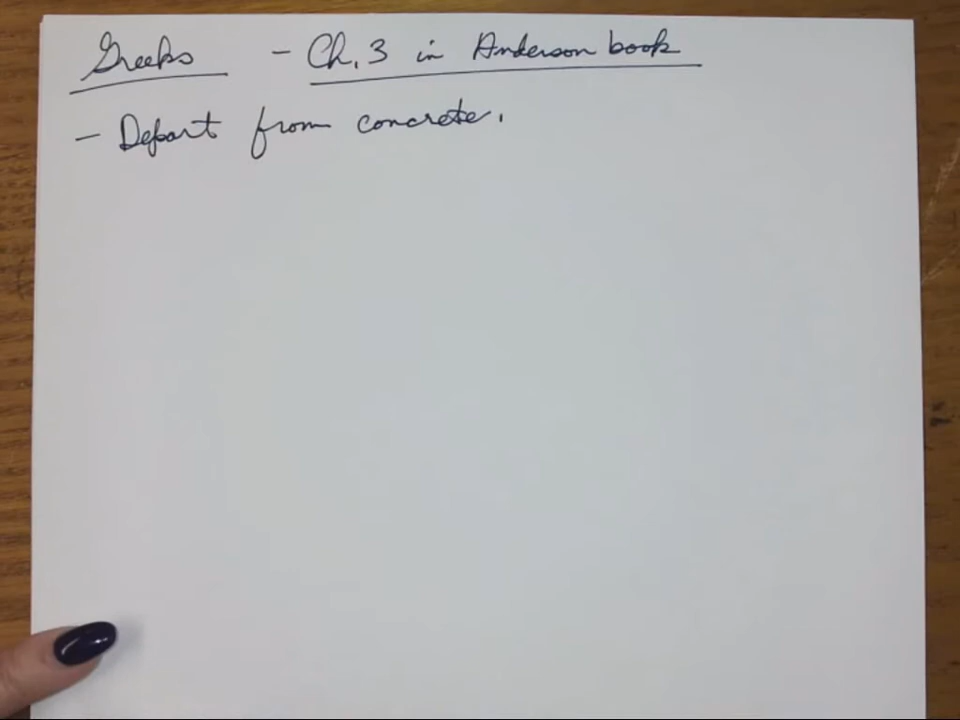 Greeks - Ch. 3 in Anderson book
- Depart from concrete.